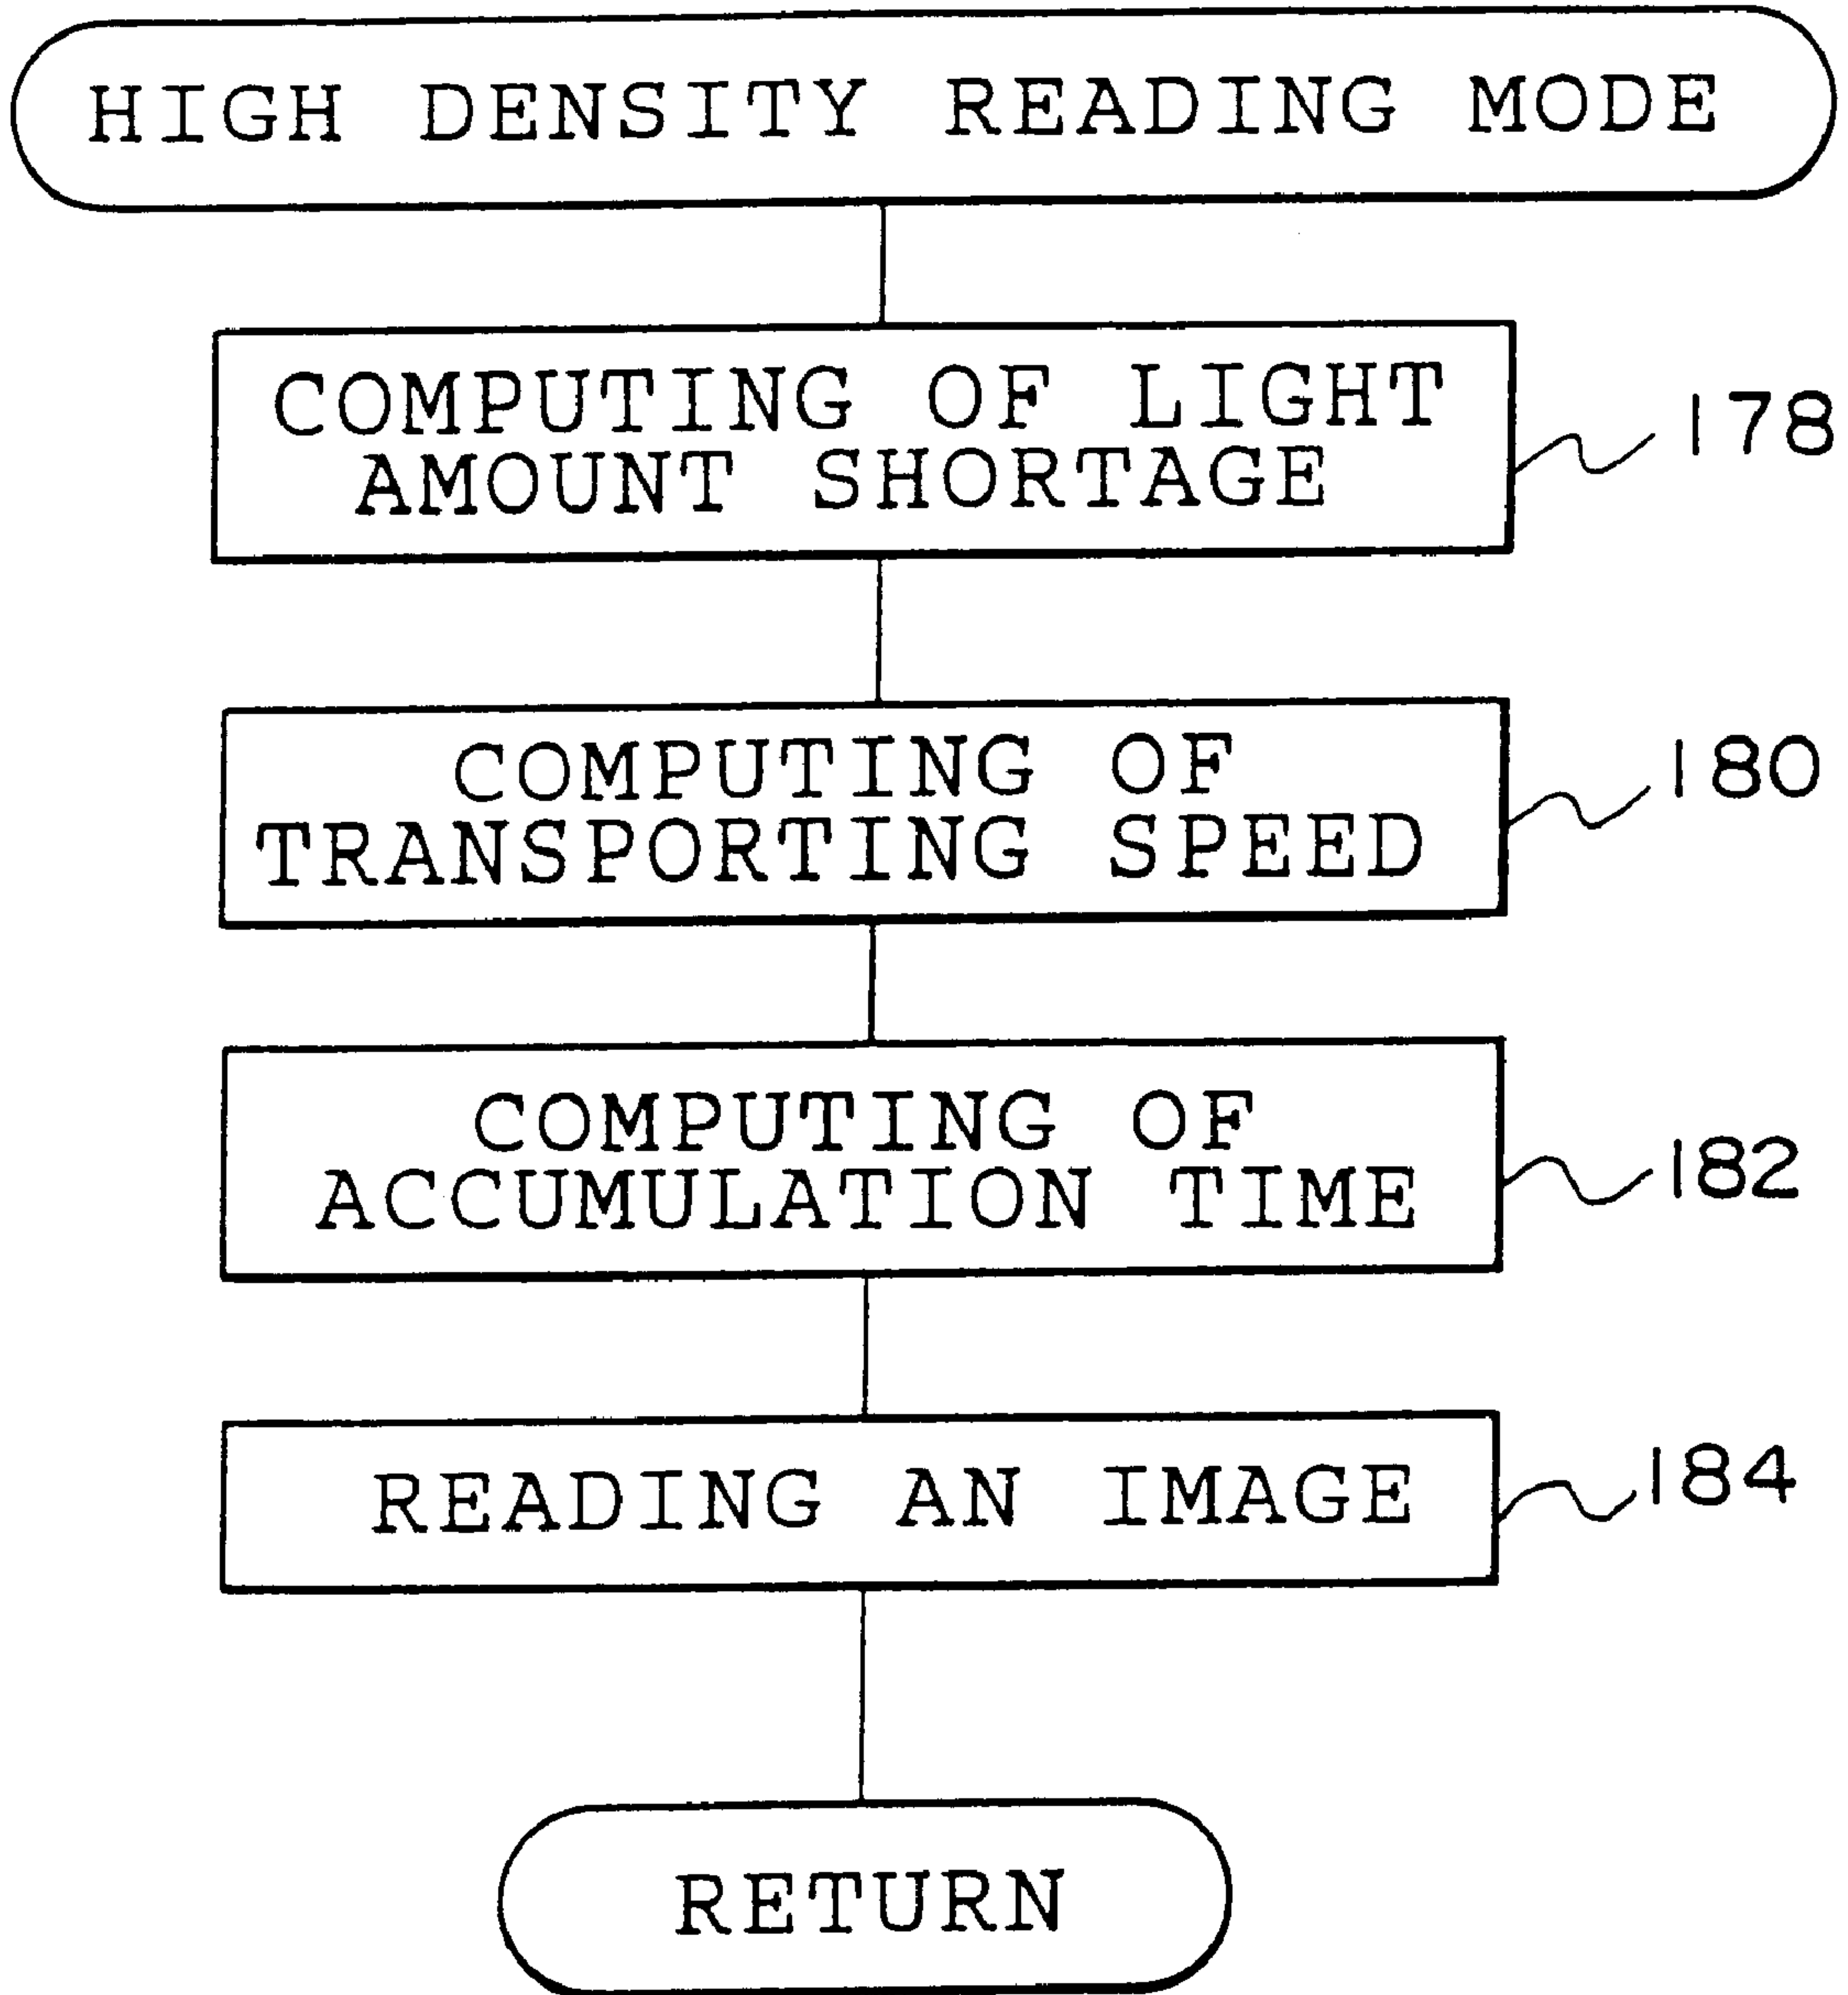 HIGH DENSITY READING MODE
COMPUTING OF LIGHT
AMOUNT SHORTAGE
178
COMPUTING OF
TRANSPORTING SPEED
180
COMPUTING OF
ACCUMULATION TIME
182
READING AN IMAGE
184
RETURN